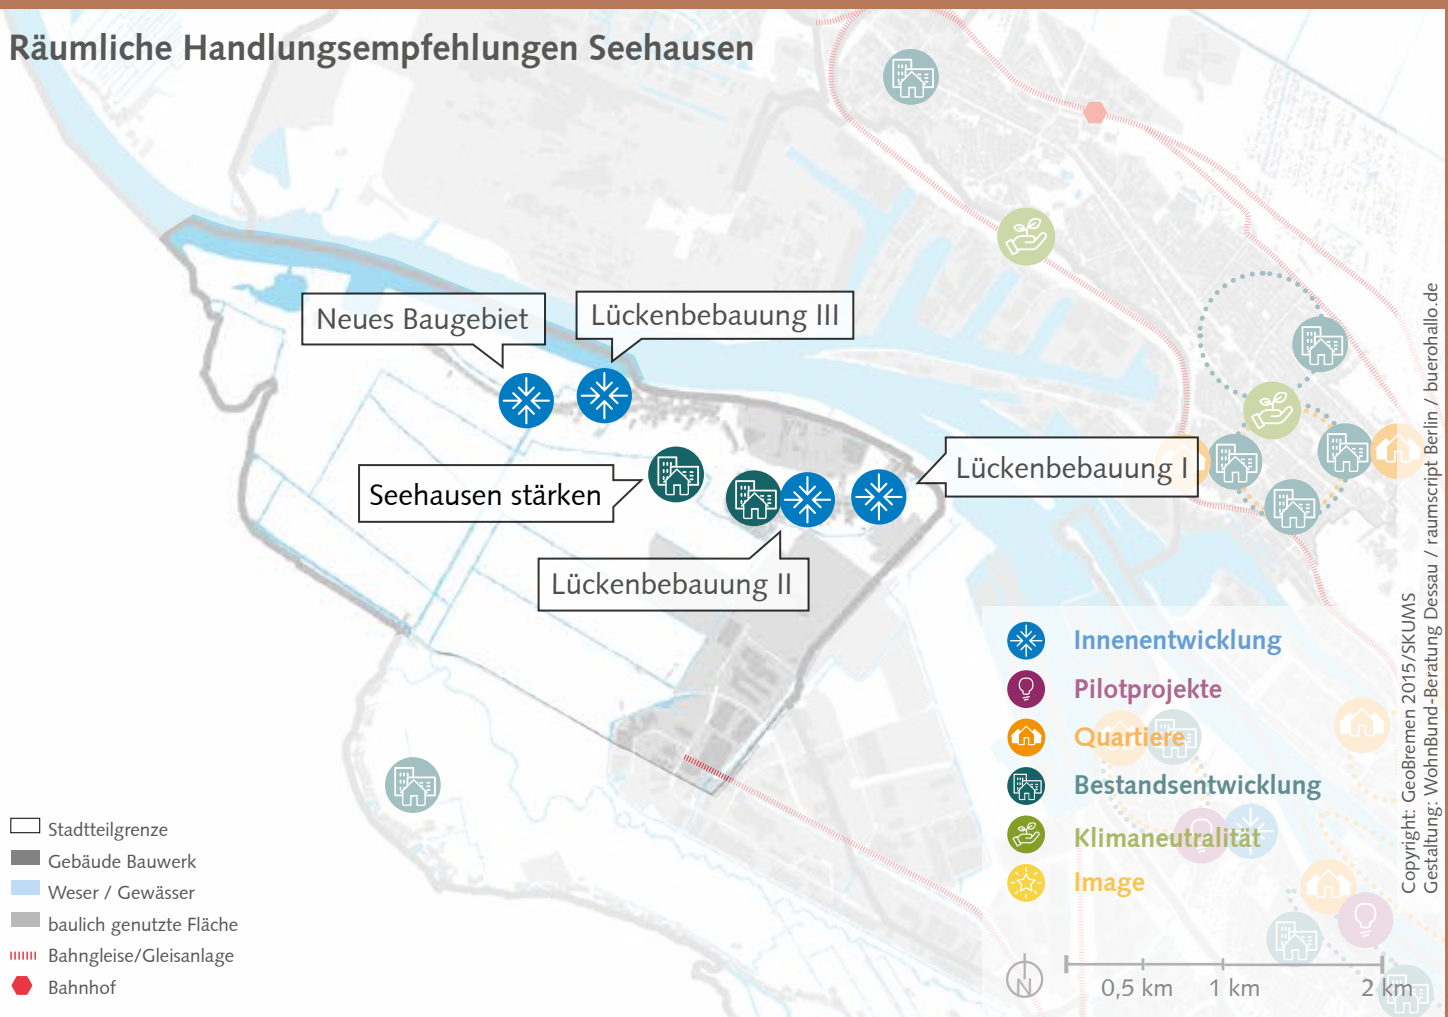 Räumliche Handlungsempfehlungen Seehausen
Neues Baugebiet
Lückenbebauung III
Lückenbebauung I
Seehausen stärken
Lückenbebauung II
Innenentwicklung
Pilotprojekte
Quartiere
Bestandsentwicklung
Klimaneutralität
Image
Stadtteilgrenze
Gebäude Bauwerk
Weser / Gewässer
baulich genutzte Fläche
Bahngleise/Gleisanlage
Bahnhof
N
0,5 km 1 km 2 km
Copyright: GeoBremen 2015/SKUMS
Gestaltung: WohnBund-Beratung Dessau / raumscript Berlin / buerohallo.de